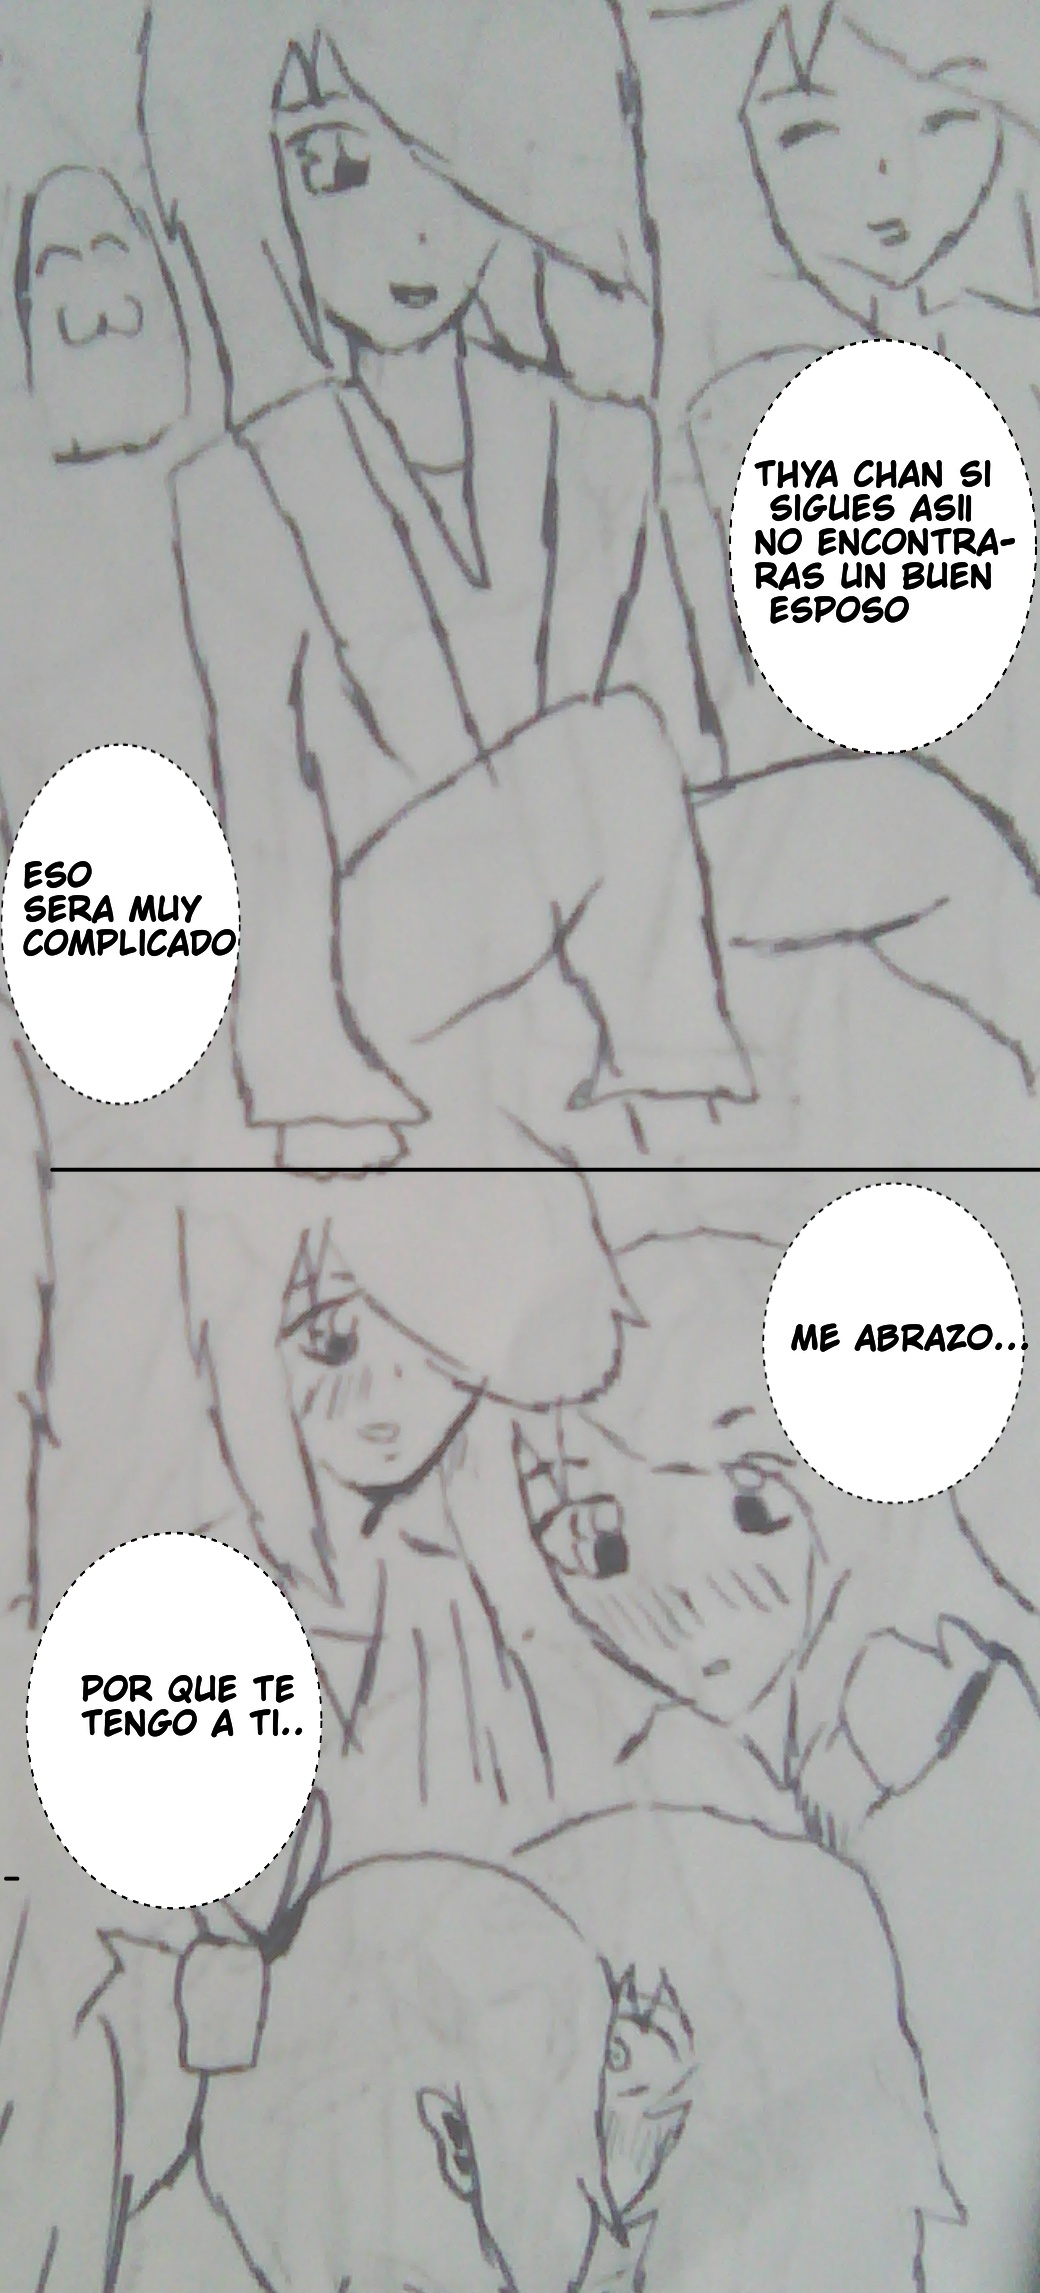 THYA CHAN SI
SIGUES ASII
NO ENCONTRA-
RAS UN BUEN
ESPOSO
ESO
SERA MUY
COMPLICADO
ME ABRAZO...
POR QUE TE
TENGO A TI..